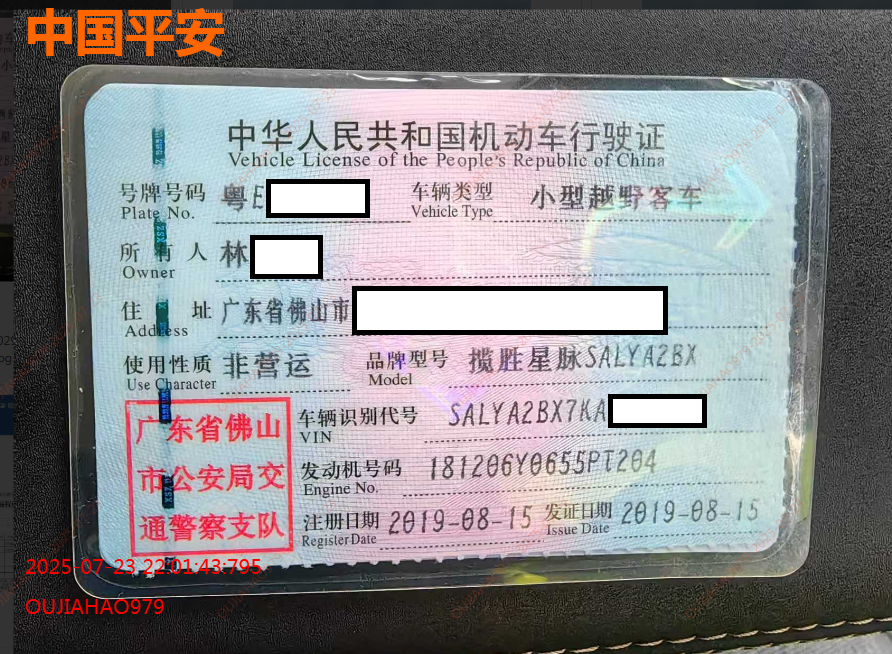 中国平安
中华人民共和国机动车行驶证
Vehicle License of the People's Republic of China
号牌号码 粤E 车辆类型 小型越野客车
Plate No. Vehicle Type
所有人 林
Owner
住址 广东省佛山市
Address
使用性质 非营运 品牌型号 揽胜星脉SALYA2BX
Use Character Model
广东省佛山 车辆识别代号 SALYA2BX7KA
VIN
市公安局交 发动机号码 181206Y0655PT204
Engine No.
通警察支队 注册日期 2019-08-15 发证日期 2019-08-15
Register Date Issue Date
2025-07-23 22:01:43:795
OUJIAHAO979